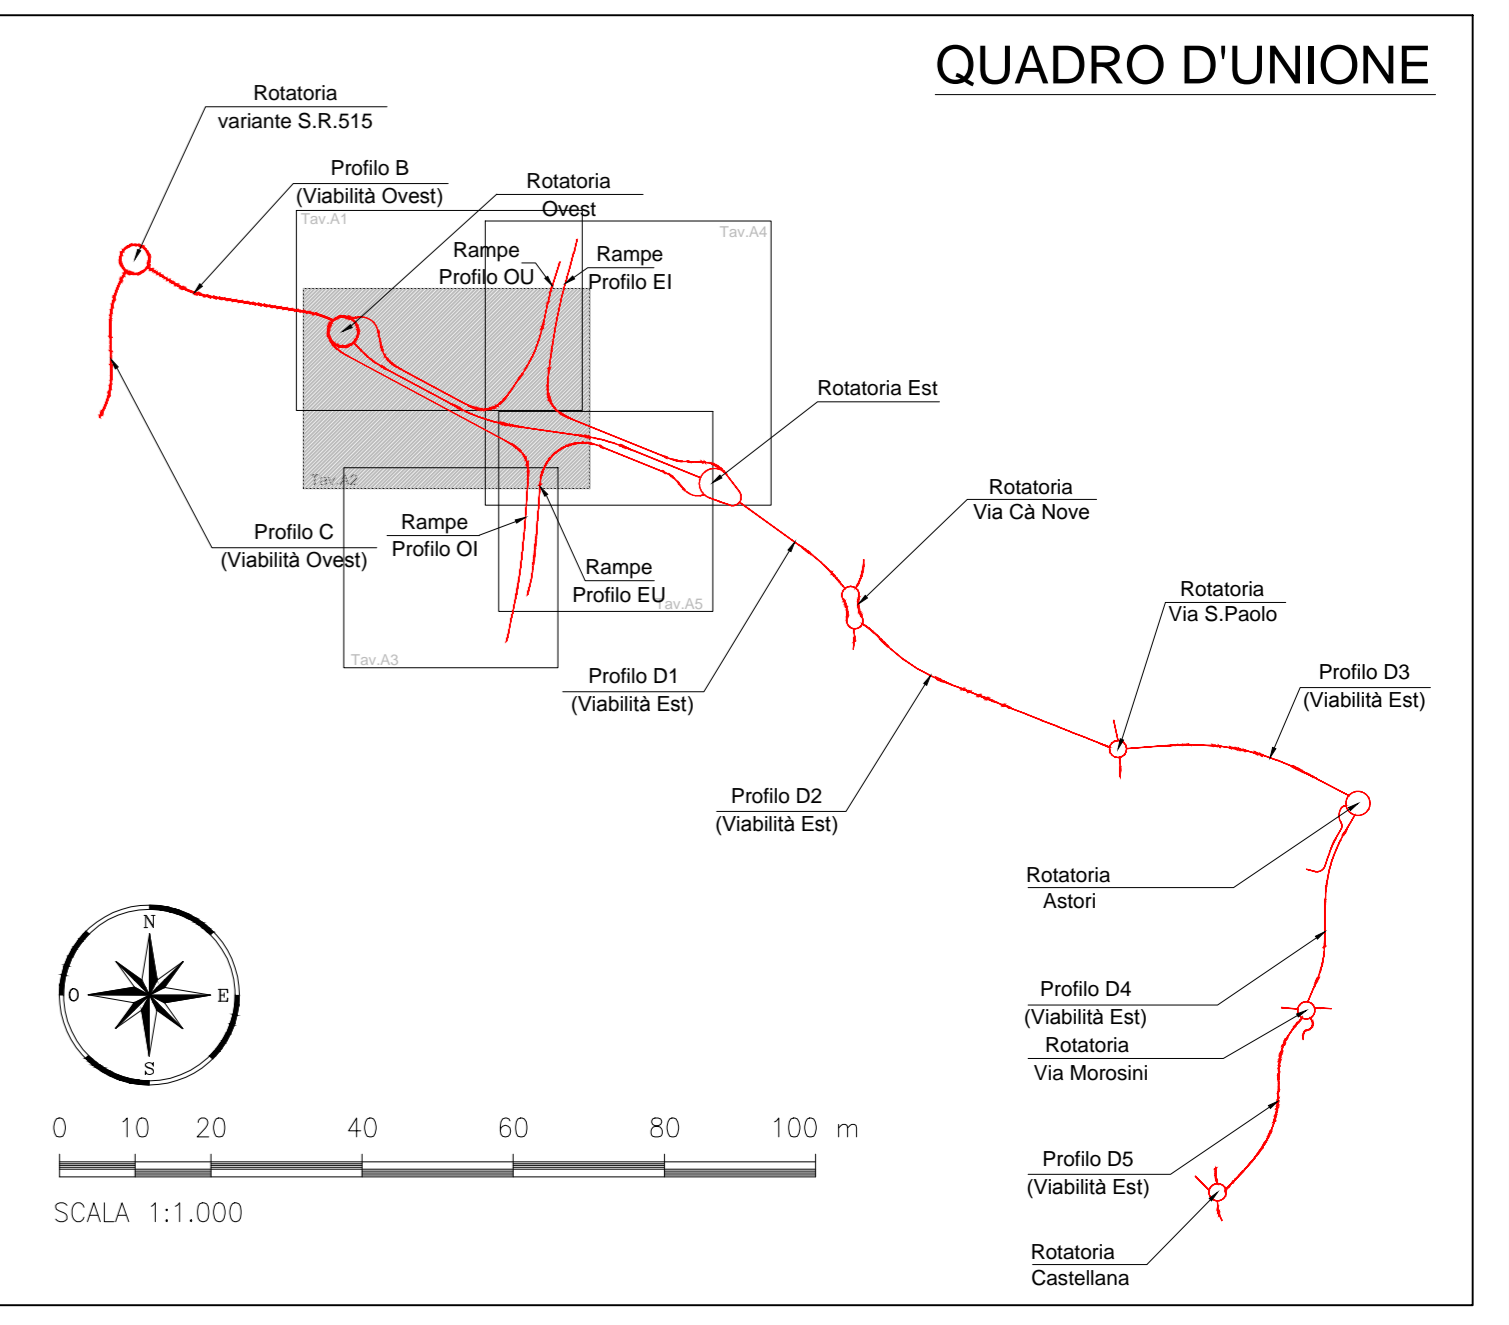 QUADRO D'UNIONE
Rotatoria
variante S.R.515
Profilo B
(Viabilità Ovest)
Rotatoria
Ovest
Tav.A1
Tav.A4
Rampe
Profilo OU
Rampe
Profilo EI
Rotatoria Est
Tav.A2
Rotatoria
Via Cà Nove
Profilo C
(Viabilità Ovest)
Rampe
Profilo OI
Rampe
Profilo EU
Tav.A5
Rotatoria
Via S.Paolo
Tav.A3
Profilo D1
(Viabilità Est)
Profilo D3
(Viabilità Est)
Profilo D2
(Viabilità Est)
Rotatoria
Astori
N
O
E
S
Profilo D4
(Viabilità Est)
Rotatoria
Via Morosini
0 10 20 40 60 80 100 m
SCALA 1:1.000
Profilo D5
(Viabilità Est)
Rotatoria
Castellana